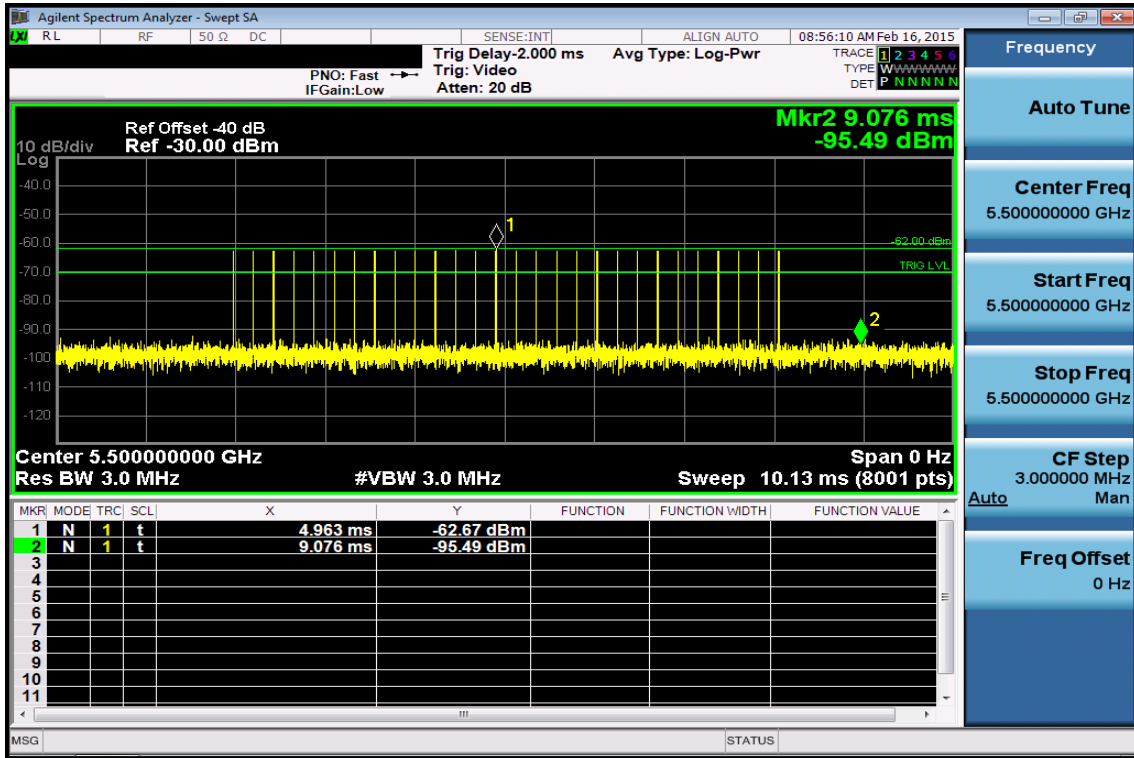 Agilent Spectrum Analyzer - Swept SA
LXI RL RF 50 Ω DC SENSE:INT ALIGN AUTO 08:56:10 AM Feb 16, 2015
Trig Delay-2.000 ms Avg Type: Log-Pwr TRACE 1 2 3 4 5 6
PNO: Fast Trig: Video TYPE WWWWWW
IFGain:Low Atten: 20 dB DET P N N N N N
Ref Offset -40 dB Mkr2 9.076 ms
10 dB/div Ref -30.00 dBm -95.49 dBm
Log
-40.0
-50.0
1
-60.0
-62.00 dBm
TRIG LVL
-70.0
-80.0
-90.0
2
-100
-110
-120
Center 5.500000000 GHz Span 0 Hz
Res BW 3.0 MHz #VBW 3.0 MHz Sweep 10.13 ms (8001 pts)
MKR MODE TRC SCL X Y FUNCTION FUNCTION WIDTH FUNCTION VALUE
1 N 1 t 4.963 ms -62.67 dBm
2 N 1 t 9.076 ms -95.49 dBm
3
4
5
6
7
8
9
10
11
MSG STATUS
Frequency
Auto Tune
Center Freq
5.500000000 GHz
Start Freq
5.500000000 GHz
Stop Freq
5.500000000 GHz
CF Step
3.000000 MHz
Auto Man
Freq Offset
0 Hz